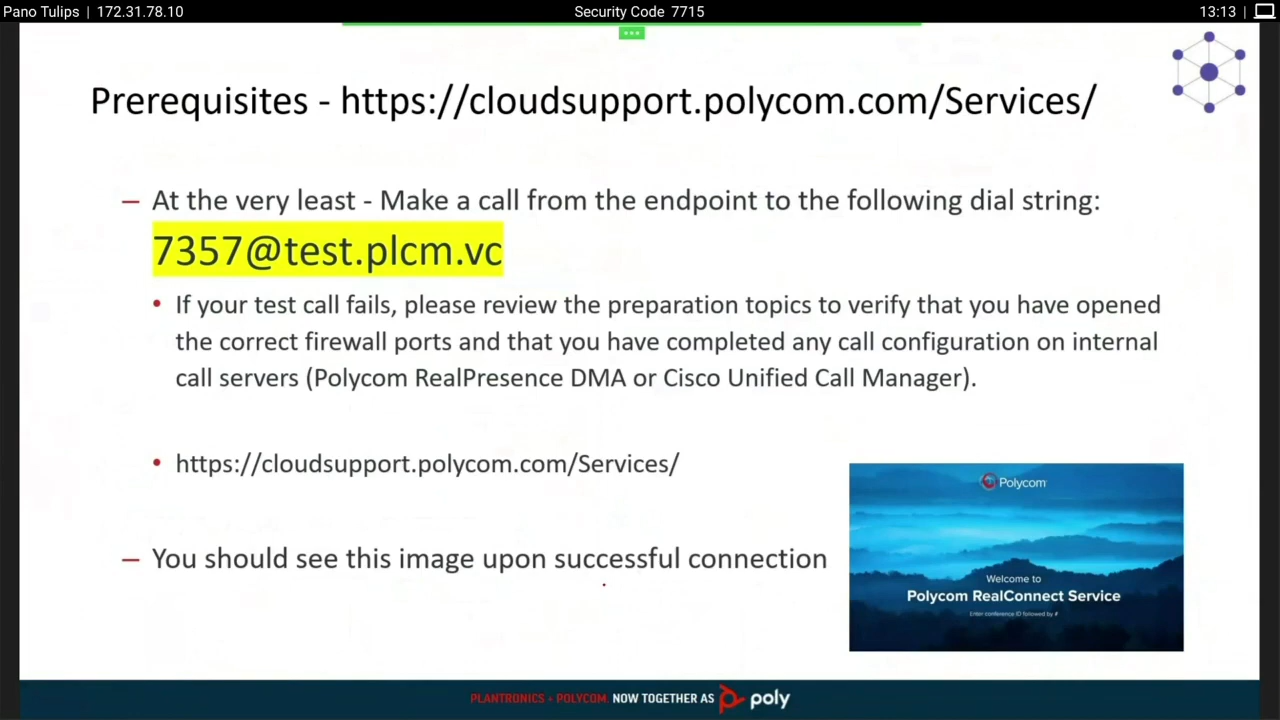 Pano Tulips | 172.31.78.10
Security Code 7715
13:13 |
Prerequisites - https://cloudsupport.polycom.com/Services/
– At the very least - Make a call from the endpoint to the following dial string:
7357@test.plcm.vc
• If your test call fails, please review the preparation topics to verify that you have opened
the correct firewall ports and that you have completed any call configuration on internal
call servers (Polycom RealPresence DMA or Cisco Unified Call Manager).
• https://cloudsupport.polycom.com/Services/
– You should see this image upon successful connection
Polycom
Welcome to
Polycom RealConnect Service
Enter conference ID followed by #
PLANTRONICS + POLYCOM. NOW TOGETHER AS poly